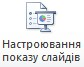 Настроювання
показу слайдів